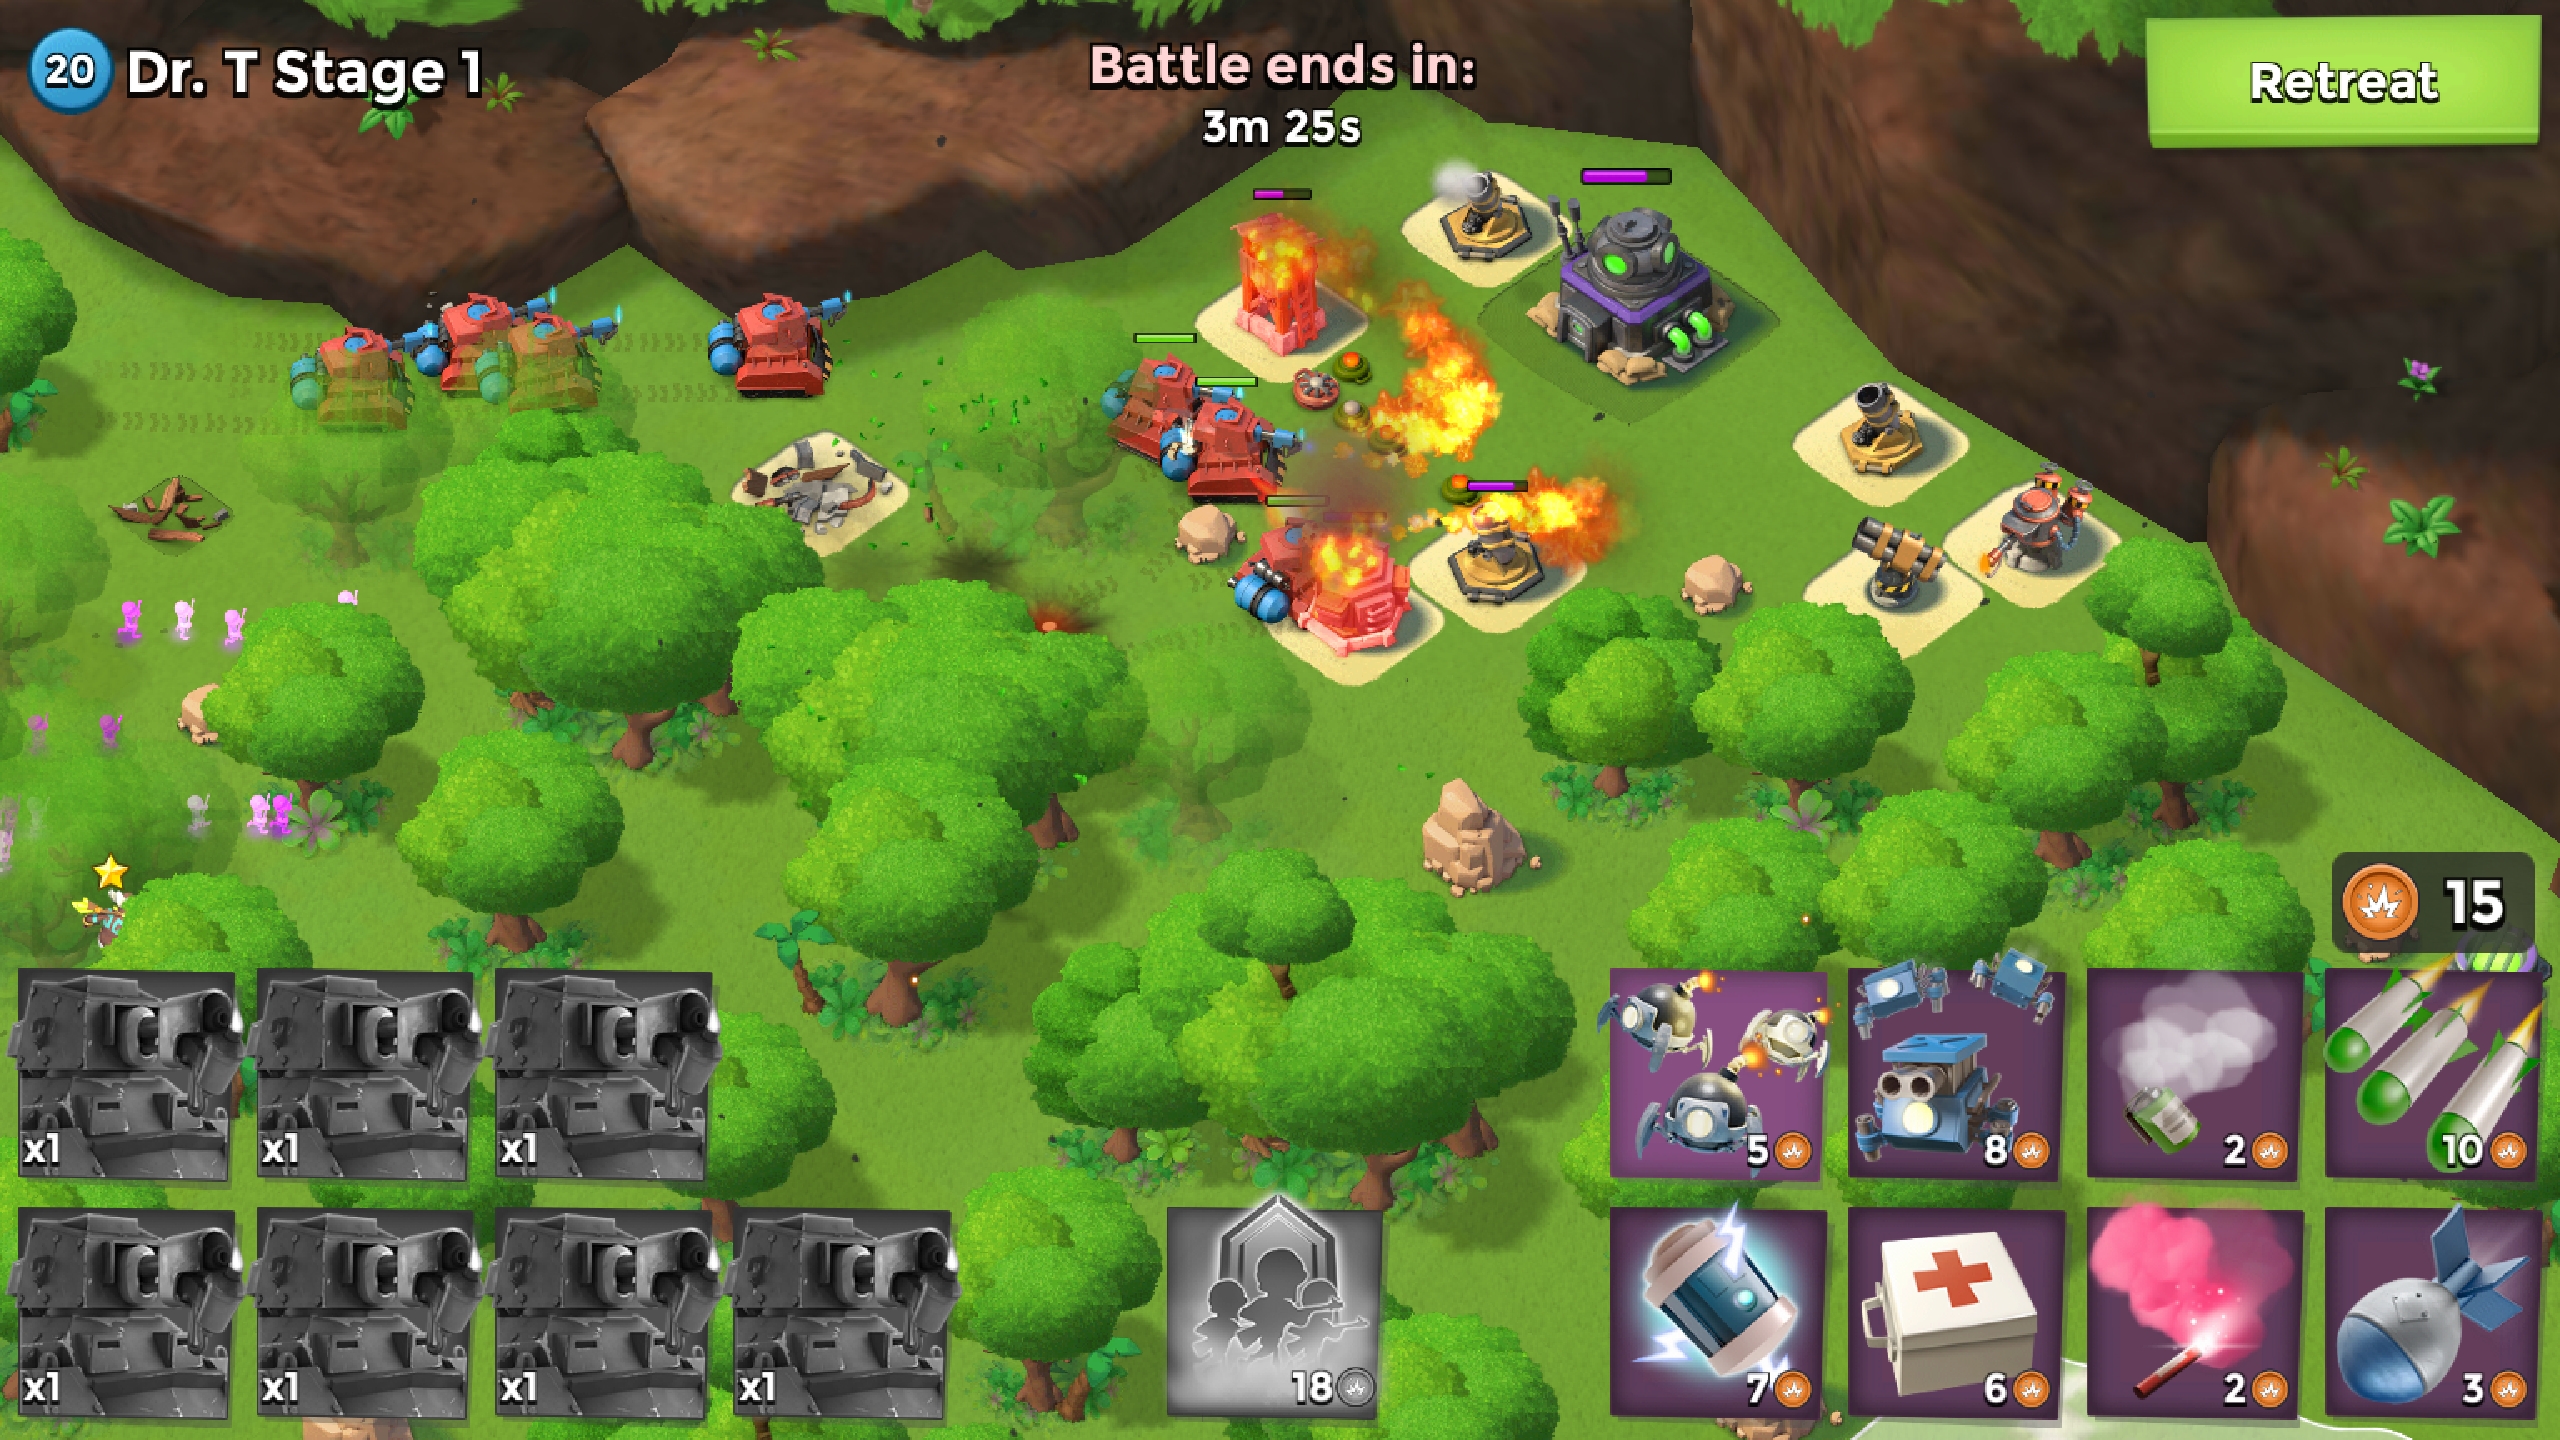 20 Dr. T Stage 1
Battle ends in:
3m 25s
Retreat
15
x1 x1 x1
5 8 2 10
x1 x1 x1 x1
18
7 6 2 3